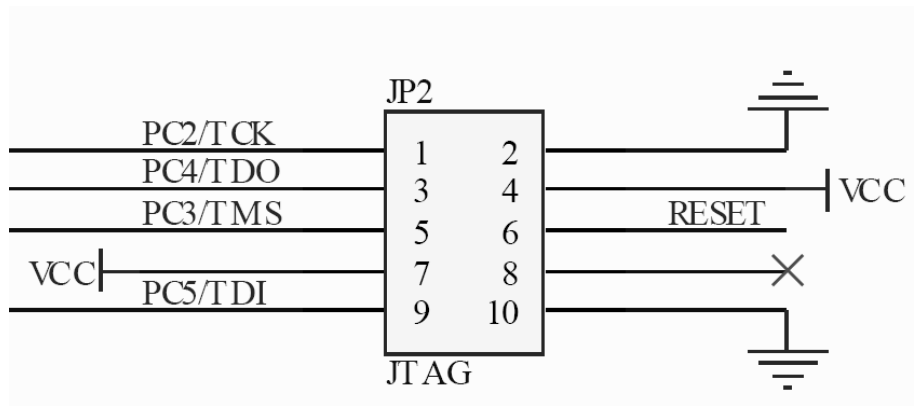 JP2
PC2/TCK 1 2
PC4/TDO 3 4 VCC
PC3/TMS 5 6 RESET
VCC 7 8
PC5/TDI 9 10
JTAG